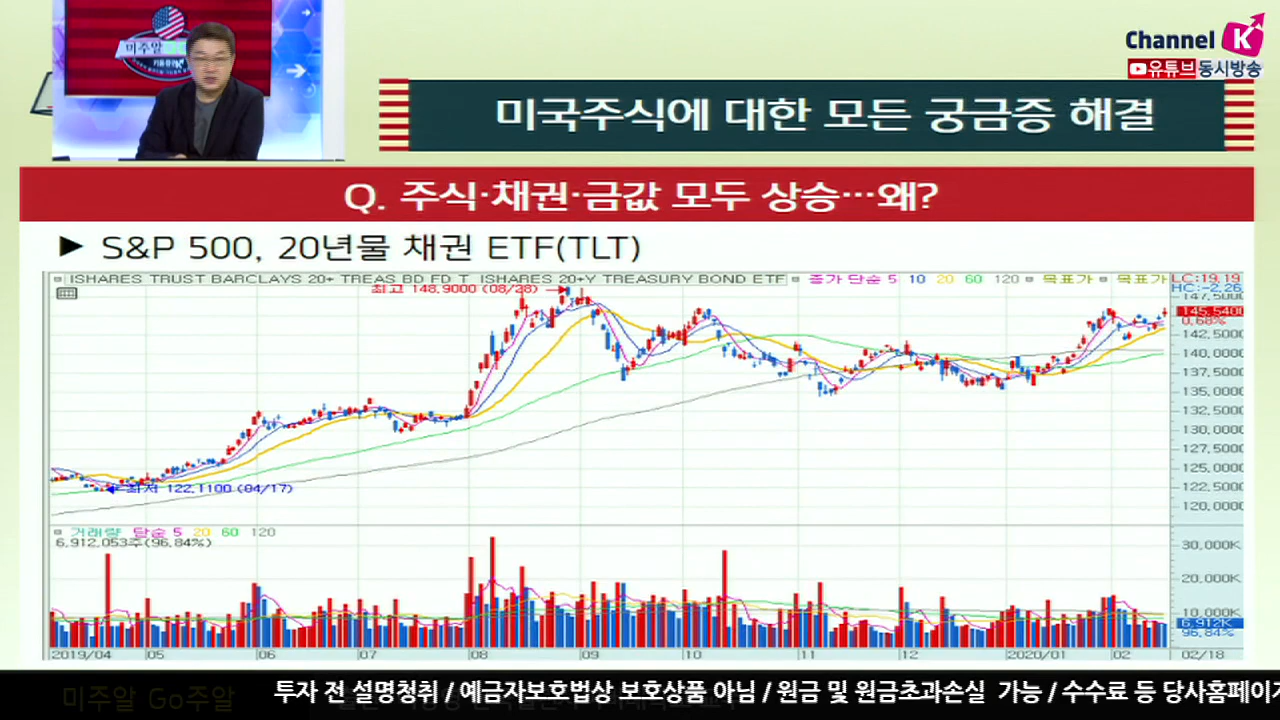 미주알
Channel K
유튜브 동시방송
미국주식에 대한 모든 궁금증 해결
Q. 주식·채권·금값 모두 상승…왜?
▶ S&P 500, 20년물 채권 ETF(TLT)
ISHARES TRUST BARCLAYS 20+ TREAS BD FD T ISHARES 20+Y TREASURY BOND ETF 종가 단순 5 10 20 60 120 목표가 목표가
LC:19.19
HC:-2.26
최고 148.9000 (08/28)
147.5000
145.5400
0.68%
142.5000
140.0000
137.5000
135.0000
132.5000
130.0000
127.5000
125.0000
122.5000
120.0000
최저 122.1100 (04/17)
거래량 단순 5 20 60 120
6,912,053주(96.84%)
30,000K
20,000K
10,000K
6,912K
96.84%
2019/04 05 06 07 08 09 10 11 12 2020/01 02 02/18
미주알 Go주알
투자 전 설명청취 / 예금자보호법상 보호상품 아님 / 원금 및 원금초과손실 가능 / 수수료 등 당사홈페이지